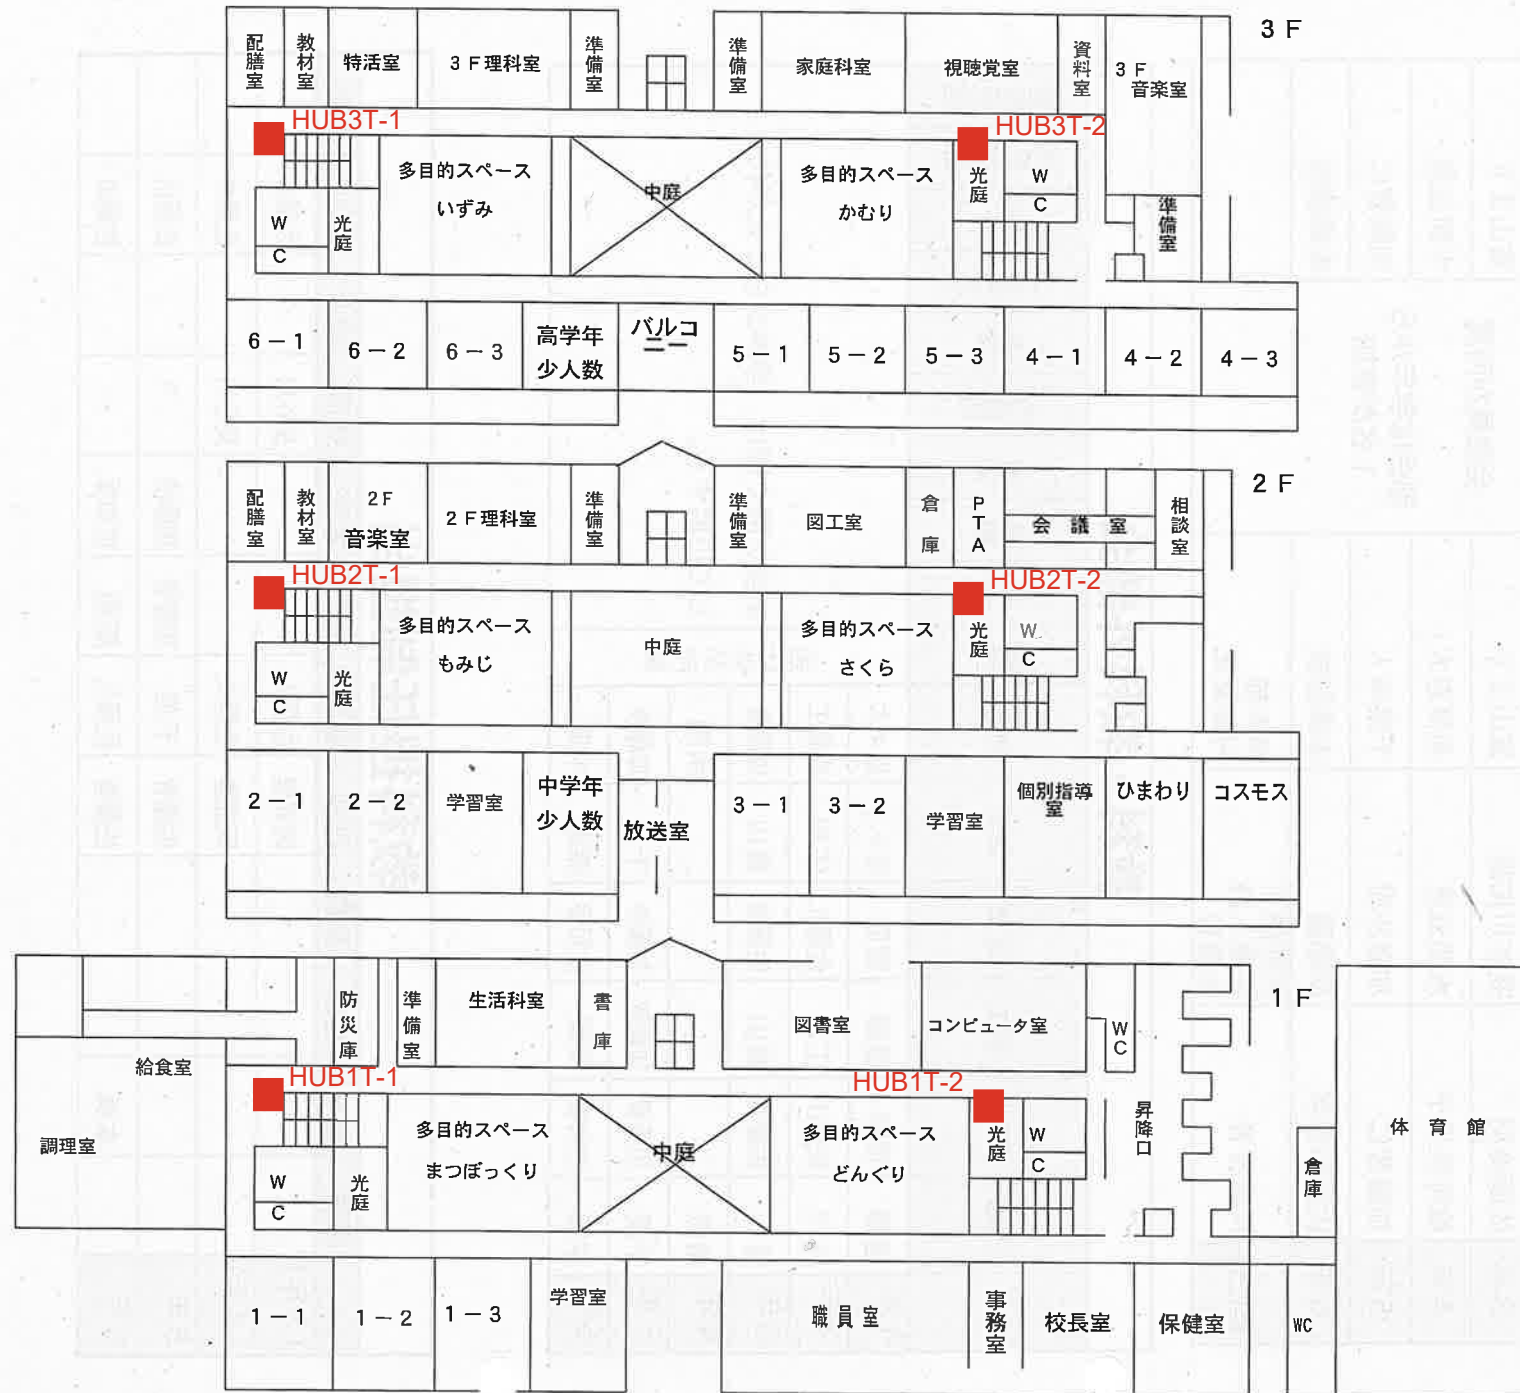 3 F
配膳室
教材室
特活室
3 F 理科室
準備室
準備室
家庭科室
視聴覚室
資料室
3 F
音楽室
HUB3T-1
HUB3T-2
多目的スペース
いずみ
中庭
多目的スペース
かむり
光庭
W
C
準備室
W
C
光庭
6 － 1
6 － 2
6 － 3
高学年
少人数
バルコ
ニー
5 － 1
5 － 2
5 － 3
4 － 1
4 － 2
4 － 3
2 F
配膳室
教材室
2 F
音楽室
2 F 理科室
準備室
準備室
図工室
倉庫
PTA
会 議 室
相談室
HUB2T-1
HUB2T-2
多目的スペース
もみじ
中庭
多目的スペース
さくら
光庭
W
C
W
C
光庭
2 － 1
2 － 2
学習室
中学年
少人数
放送室
3 － 1
3 － 2
学習室
個別指導
室
ひまわり
コスモス
1 F
防災庫
準備室
生活科室
書庫
図書室
コンピュータ室
WC
給食室
HUB1T-1
HUB1T-2
調理室
多目的スペース
まつぼっくり
中庭
多目的スペース
どんぐり
光庭
W
C
昇降口
体 育 館
倉庫
W
C
光庭
1 － 1
1 － 2
1 － 3
学習室
職 員 室
事務室
校長室
保健室
WC